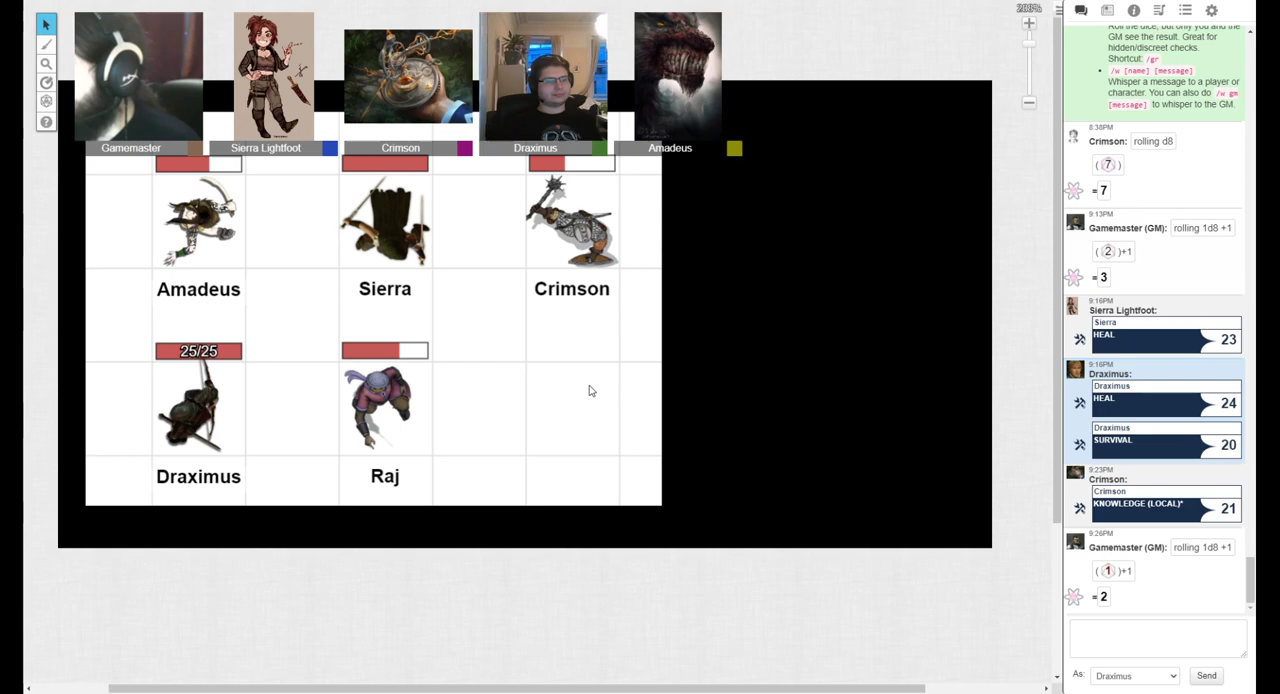 288%
Gamemaster
Sierra Lightfoot
Crimson
Draximus
Amadeus
Amadeus
Sierra
Crimson
25/25
Draximus
Raj
Roll the dice, but only you and the
GM see the result. Great for
hidden/discreet checks.
Shortcut: /gr
• /w [name] [message]
Whisper a message to a player or
character. You can also do /w gm
[message] to whisper to the GM.
8:38PM
Crimson: rolling d8
( 7 )
= 7
9:13PM
Gamemaster (GM): rolling 1d8 +1
( 2 )+1
= 3
9:16PM
Sierra Lightfoot:
Sierra
HEAL 23
9:16PM
Draximus:
Draximus
HEAL 24
Draximus
SURVIVAL 20
9:23PM
Crimson:
Crimson
KNOWLEDGE (LOCAL)* 21
9:26PM
Gamemaster (GM): rolling 1d8 +1
( 1 )+1
= 2
As: Draximus Send